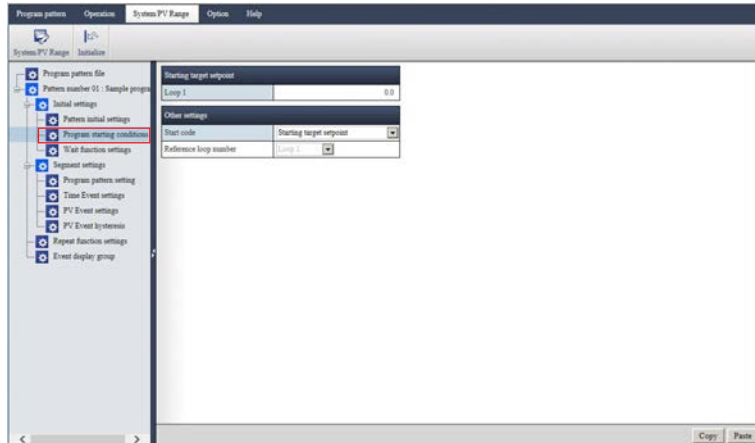 Program pattern Operation System/PV Range Option Help
System/PV Range Initialize
Program pattern file
Pattern number 01 : Sample progra
Initial settings
Pattern initial settings
Program starting conditions
Wait function settings
Segment settings
Program pattern setting
Time Event settings
PV Event settings
PV Event hysteresis
Repeat function settings
Event display group
Starting target setpoint
Loop 1 0.0
Other settings
Start code Starting target setpoint
Reference loop number Loop 1
Copy Paste